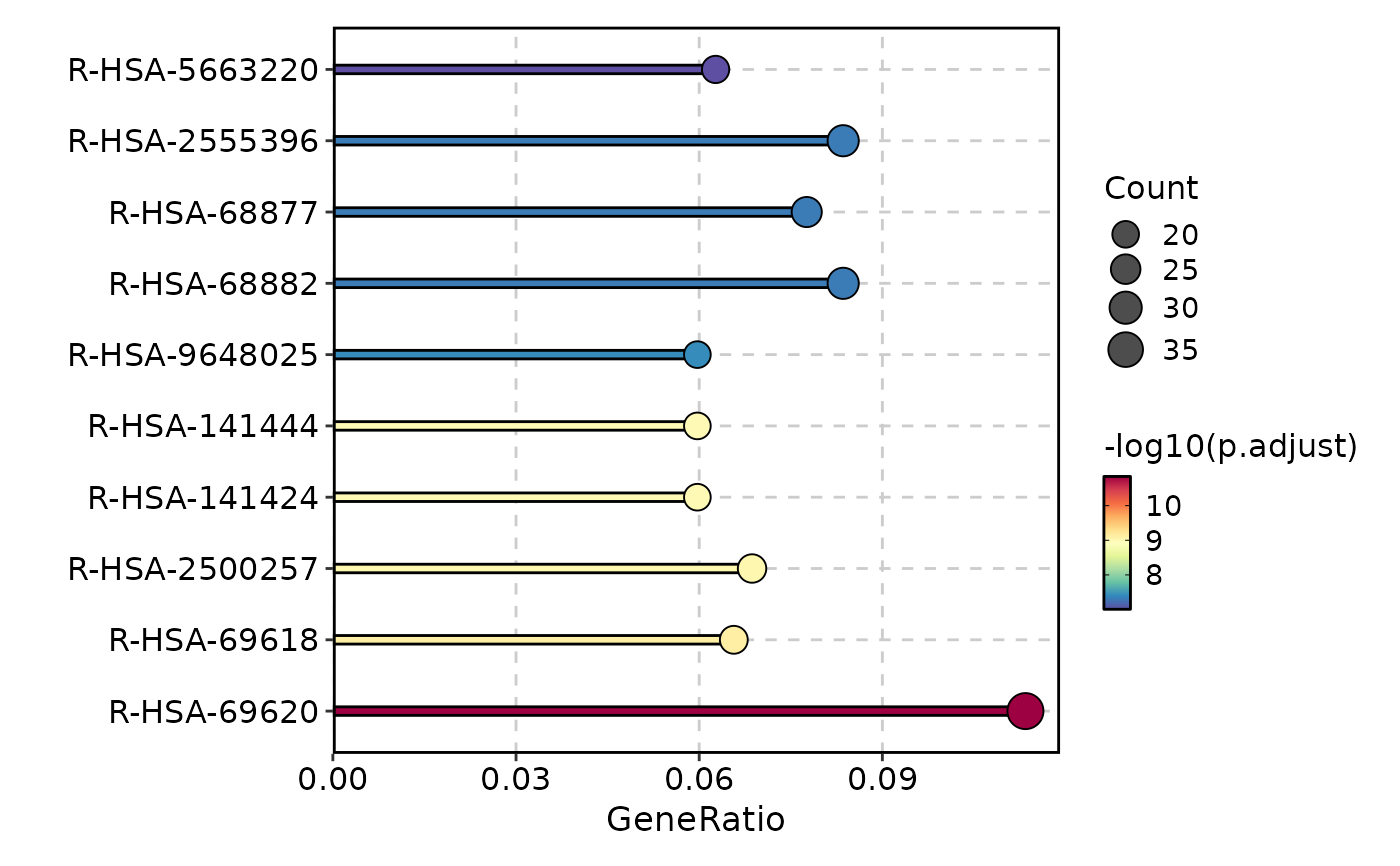 R-HSA-5663220
R-HSA-2555396
R-HSA-68877
R-HSA-68882
R-HSA-9648025
R-HSA-141444
R-HSA-141424
R-HSA-2500257
R-HSA-69618
R-HSA-69620
0.00 0.03 0.06 0.09
GeneRatio
Count
20
25
30
35
-log10(p.adjust)
10
9
8